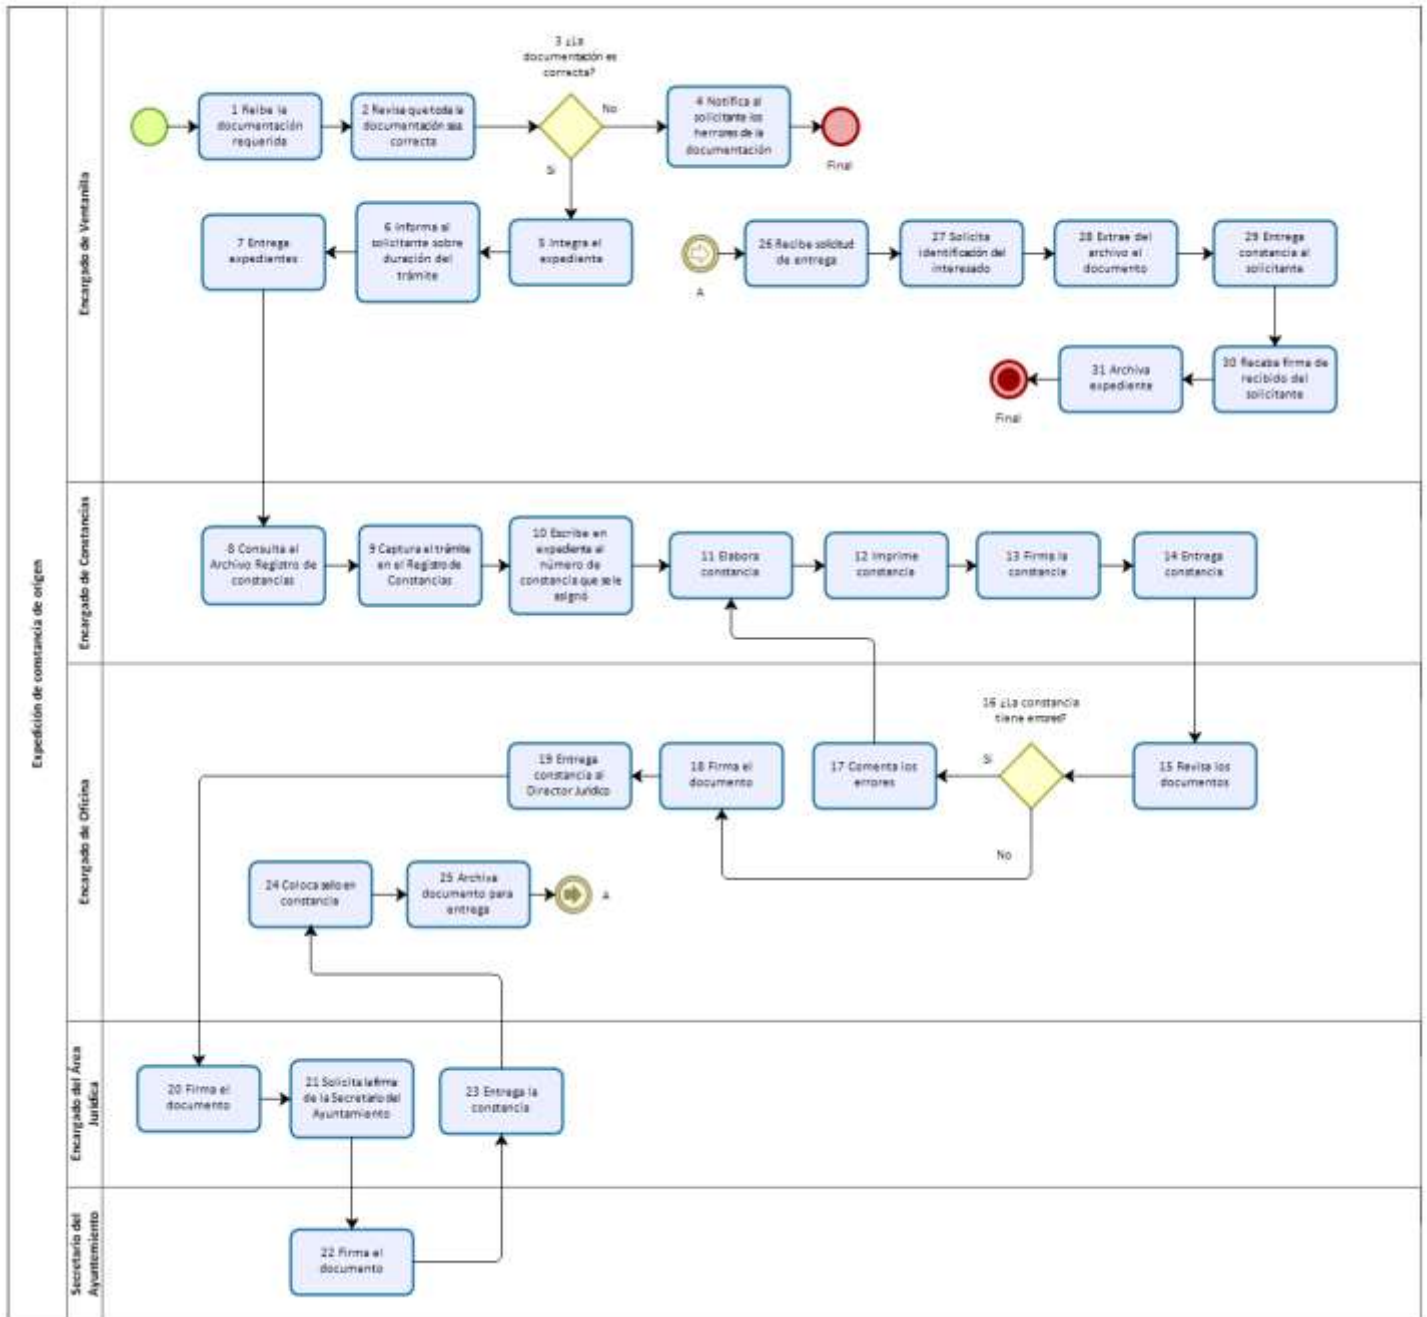 Expedición de constancia de origen
Encargado de Ventanilla
3 ¿La
documentación es
correcta?
1 Reibe la
documentación
requerida
2 Revisa que toda la
documentación sea
correcta
No
4 Notifica al
solicitante los
herrores de la
documentación
Final
Si
7 Entrega
expedientes
6 Informa al
solicitante sobre
duración del
trámite
5 Integra el
expediente
A
26 Recibe solicitud
de entrega
27 Solicita
identificación del
interesado
28 Extrae del
archivo el
documento
29 Entrega
constancia al
solicitante
30 Recaba firma de
recibido del
solicitante
31 Archiva
expediente
Final
Encargado de Constancias
8 Consulta el
Archivo Registro de
constancias
9 Captura el trámite
en el Registro de
Constancias
10 Escribe en
expediente el
número de
constancia que se le
asignó
11 Elabora
constancia
12 Imprime
constancia
13 Firma la
constancia
14 Entrega
constancia
Encargado de Oficina
16 ¿La constancia
tiene errores?
15 Revisa los
documentos
Si
17 Comenta los
errores
18 Firma el
documento
19 Entrega
constancia al
Director Jurídico
No
24 Coloca sello en
constancia
25 Archiva
documento para
entrega
A
Encargado del Área
Jurídica
20 Firma el
documento
21 Solicita la firma
de la Secretario del
Ayuntamiento
23 Entrega la
constancia
Secretario del
Ayuntemiento
22 Firma el
documento